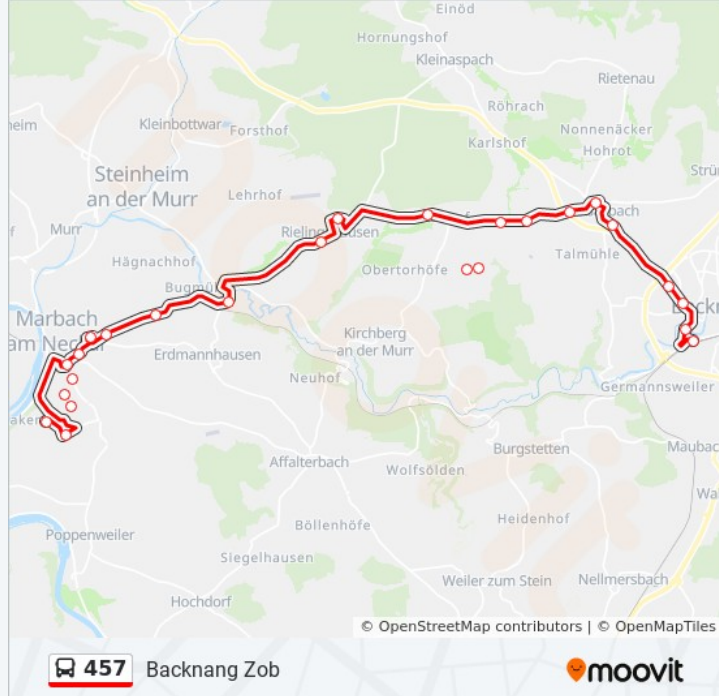 Einöd
Hornungshof
Kleinaspach
Rietenau
Röhrach
Kleinbottwar
Forsthof
Nonnenäcker
Hohrot
Karlshof
Steinheim
an der Murr
Lehrhof
Murr
Hägnachhof
Obertorhöfe
Talmühle
Marbach
am Neckar
Kirchberg
an der Murr
Erdmannhausen
Neuhof
Germannsweiler
Burgstetten
Affalterbach
Wolfsölden
Böllenhöfe
Heidenhof
Poppenweiler
Siegelhausen
Weiler zum Stein
Nellmersbach
Hochdorf
© OpenStreetMap contributors | © OpenMapTiles
457 Backnang Zob
moovit